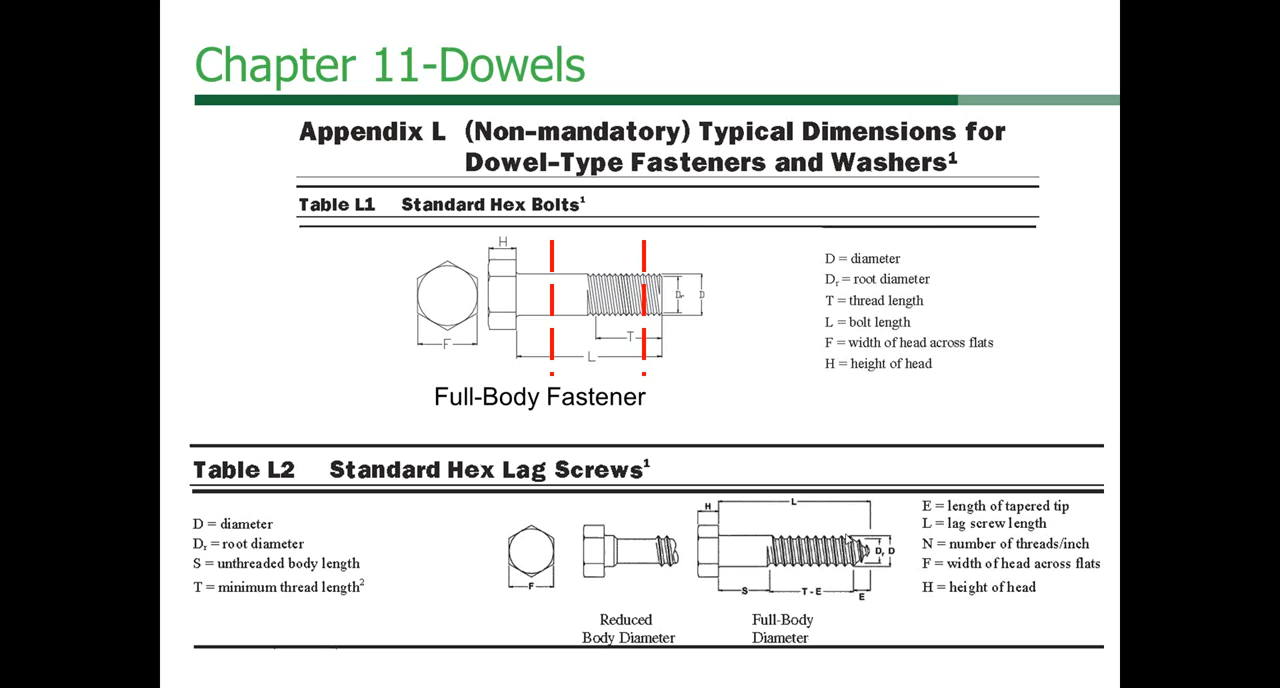 Chapter 11-Dowels
Appendix L (Non-mandatory) Typical Dimensions for
Dowel-Type Fasteners and Washers¹
Table L1 Standard Hex Bolts¹
H
F
Dr D
T
L
D = diameter
Dr = root diameter
T = thread length
L = bolt length
F = width of head across flats
H = height of head
Full-Body Fastener
Table L2 Standard Hex Lag Screws¹
D = diameter
Dr = root diameter
S = unthreaded body length
T = minimum thread length²
F
H
L
Dr D
S
T - E
E
Reduced
Body Diameter
Full-Body
Diameter
E = length of tapered tip
L = lag screw length
N = number of threads/inch
F = width of head across flats
H = height of head